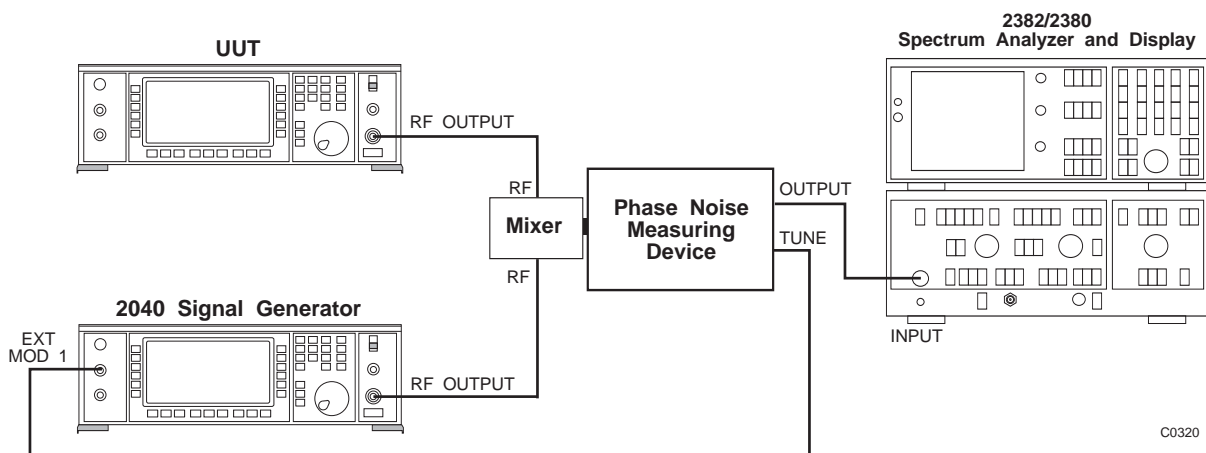 2382/2380
Spectrum Analyzer and Display
UUT
RF OUTPUT
RF
Mixer
Phase Noise
Measuring
Device
OUTPUT
TUNE
RF
2040 Signal Generator
EXT
MOD 1
RF OUTPUT
INPUT
C0320